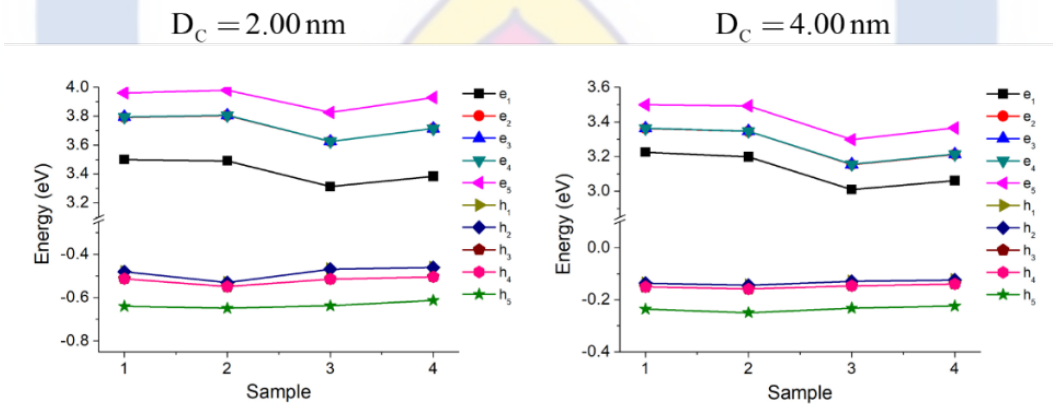 D_C = 2.00 nm
D_C = 4.00 nm
Energy (eV)
4.0
3.8
3.6
3.4
3.2
-0.4
-0.6
-0.8
1 2 3 4
Sample
e₁
e₂
e₃
e₄
e₅
h₁
h₂
h₃
h₄
h₅
Energy (eV)
3.6
3.4
3.2
3.0
0.0
-0.2
-0.4
1 2 3 4
Sample
e₁
e₂
e₃
e₄
e₅
h₁
h₂
h₃
h₄
h₅